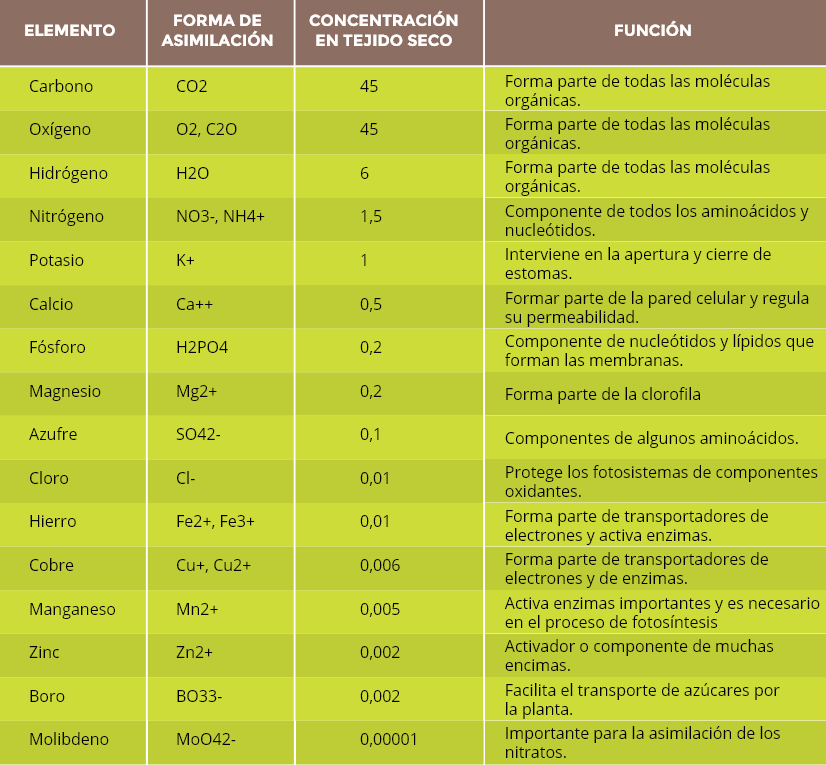 ELEMENTO
FORMA DE
ASIMILACIÓN
CONCENTRACIÓN
EN TEJIDO SECO
FUNCIÓN
Carbono CO2 45 Forma parte de todas las moléculas
orgánicas.
Oxígeno O2, C2O 45 Forma parte de todas las moléculas
orgánicas.
Hidrógeno H2O 6 Forma parte de todas las moléculas
orgánicas.
Nitrógeno NO3-, NH4+ 1,5 Componente de todos los aminoácidos y
nucleótidos.
Potasio K+ 1 Interviene en la apertura y cierre de
estomas.
Calcio Ca++ 0,5 Formar parte de la pared celular y regula
su permeabilidad.
Fósforo H2PO4 0,2 Componente de nucleótidos y lípidos que
forman las membranas.
Magnesio Mg2+ 0,2 Forma parte de la clorofila
Azufre SO42- 0,1 Componentes de algunos aminoácidos.
Cloro Cl- 0,01 Protege los fotosistemas de componentes
oxidantes.
Hierro Fe2+, Fe3+ 0,01 Forma parte de transportadores de
electrones y activa enzimas.
Cobre Cu+, Cu2+ 0,006 Forma parte de transportadores de
electrones y de enzimas.
Manganeso Mn2+ 0,005 Activa enzimas importantes y es necesario
en el proceso de fotosíntesis
Zinc Zn2+ 0,002 Activador o componente de muchas
encimas.
Boro BO33- 0,002 Facilita el transporte de azúcares por
la planta.
Molibdeno MoO42- 0,00001 Importante para la asimilación de los
nitratos.